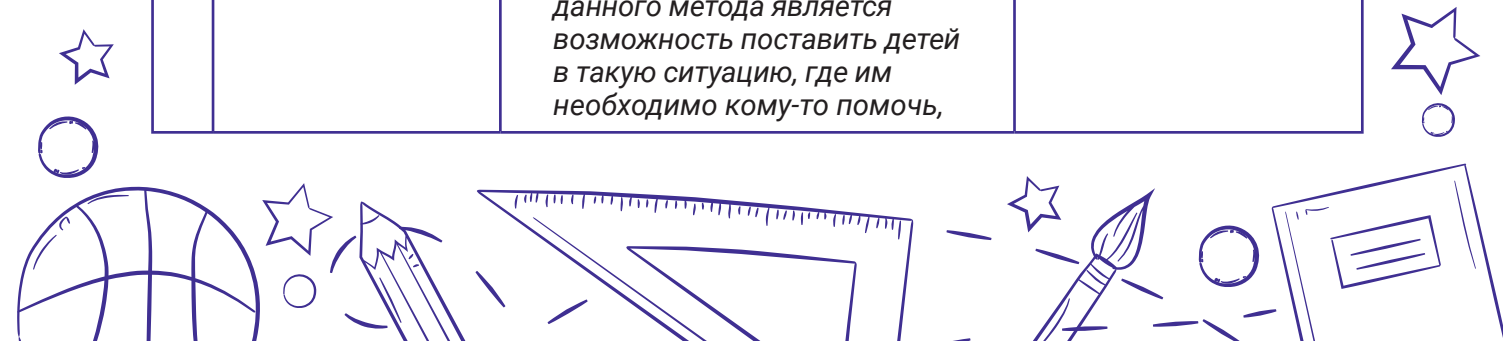 данного метода является
возможность поставить детей
в такую ситуацию, где им
необходимо кому-то помочь,